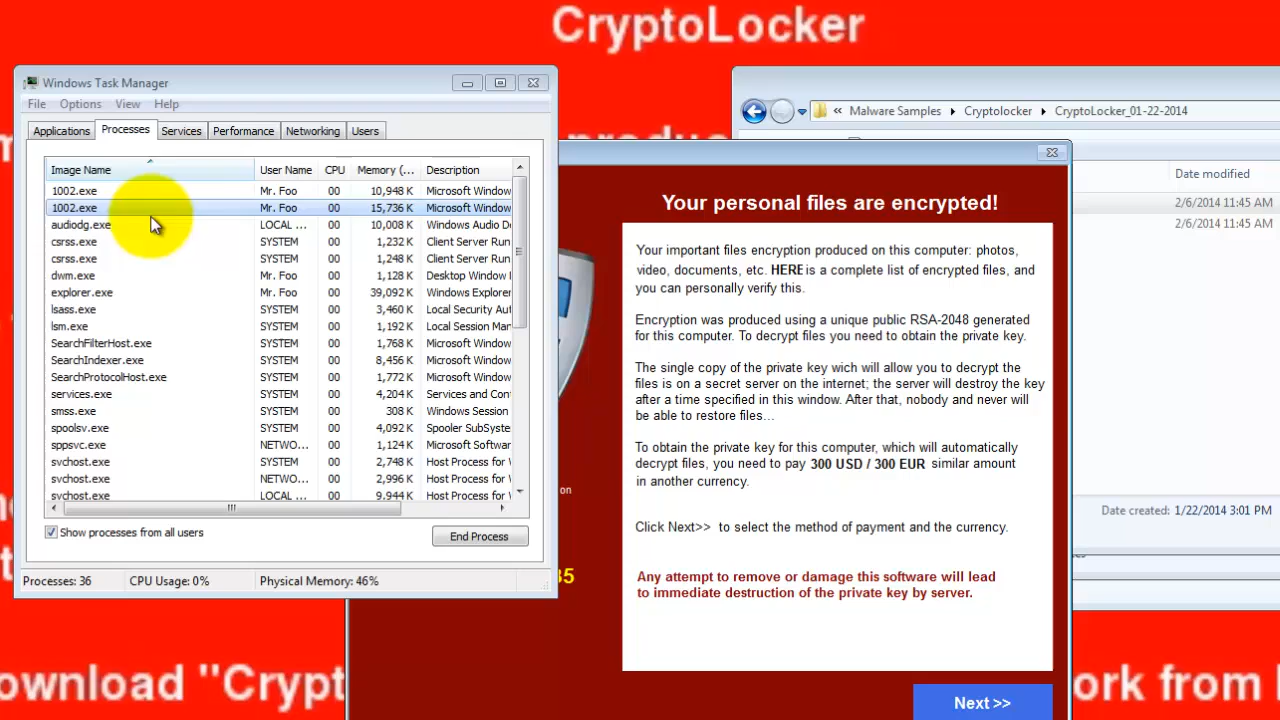 CryptoLocker
Windows Task Manager
File Options View Help
Applications Processes Services Performance Networking Users
Image Name User Name CPU Memory (... Description
1002.exe Mr. Foo 00 10,948 K Microsoft Window
1002.exe Mr. Foo 00 15,736 K Microsoft Window
audiodg.exe LOCAL ... 00 10,008 K Windows Audio D
csrss.exe SYSTEM 00 1,232 K Client Server Run
csrss.exe SYSTEM 00 1,248 K Client Server Run
dwm.exe Mr. Foo 00 1,128 K Desktop Window
explorer.exe Mr. Foo 00 39,092 K Windows Explorer
lsass.exe SYSTEM 00 3,460 K Local Security Aut
lsm.exe SYSTEM 00 1,192 K Local Session Man
SearchFilterHost.exe SYSTEM 00 1,768 K Microsoft Window
SearchIndexer.exe SYSTEM 00 8,456 K Microsoft Window
SearchProtocolHost.exe SYSTEM 00 1,772 K Microsoft Window
services.exe SYSTEM 00 4,204 K Services and Cont
smss.exe SYSTEM 00 308 K Windows Session
spoolsv.exe SYSTEM 00 4,092 K Spooler SubSyste
sppsvc.exe NETWO... 00 1,124 K Microsoft Softwar
svchost.exe SYSTEM 00 2,748 K Host Process for
svchost.exe NETWO... 00 2,996 K Host Process for
svchost.exe LOCAL ... 00 9,944 K Host Process for
Show processes from all users
End Process
Processes: 36 CPU Usage: 0% Physical Memory: 46%
« Malware Samples Cryptolocker CryptoLocker_01-22-2014
Date modified
2/6/2014 11:45 AM
2/6/2014 11:45 AM
Date created: 1/22/2014 3:01 PM
Your personal files are encrypted!
Your important files encryption produced on this computer: photos,
video, documents, etc. HERE is a complete list of encrypted files, and
you can personally verify this.
Encryption was produced using a unique public RSA-2048 generated
for this computer. To decrypt files you need to obtain the private key.
The single copy of the private key wich will allow you to decrypt the
files is on a secret server on the internet; the server will destroy the key
after a time specified in this window. After that, nobody and never will
be able to restore files...
To obtain the private key for this computer, which will automatically
decrypt files, you need to pay 300 USD / 300 EUR similar amount
in another currency.
Click Next>> to select the method of payment and the currency.
Any attempt to remove or damage this software will lead
to immediate destruction of the private key by server.
Next >>
on
ownload "Crypt
ork from